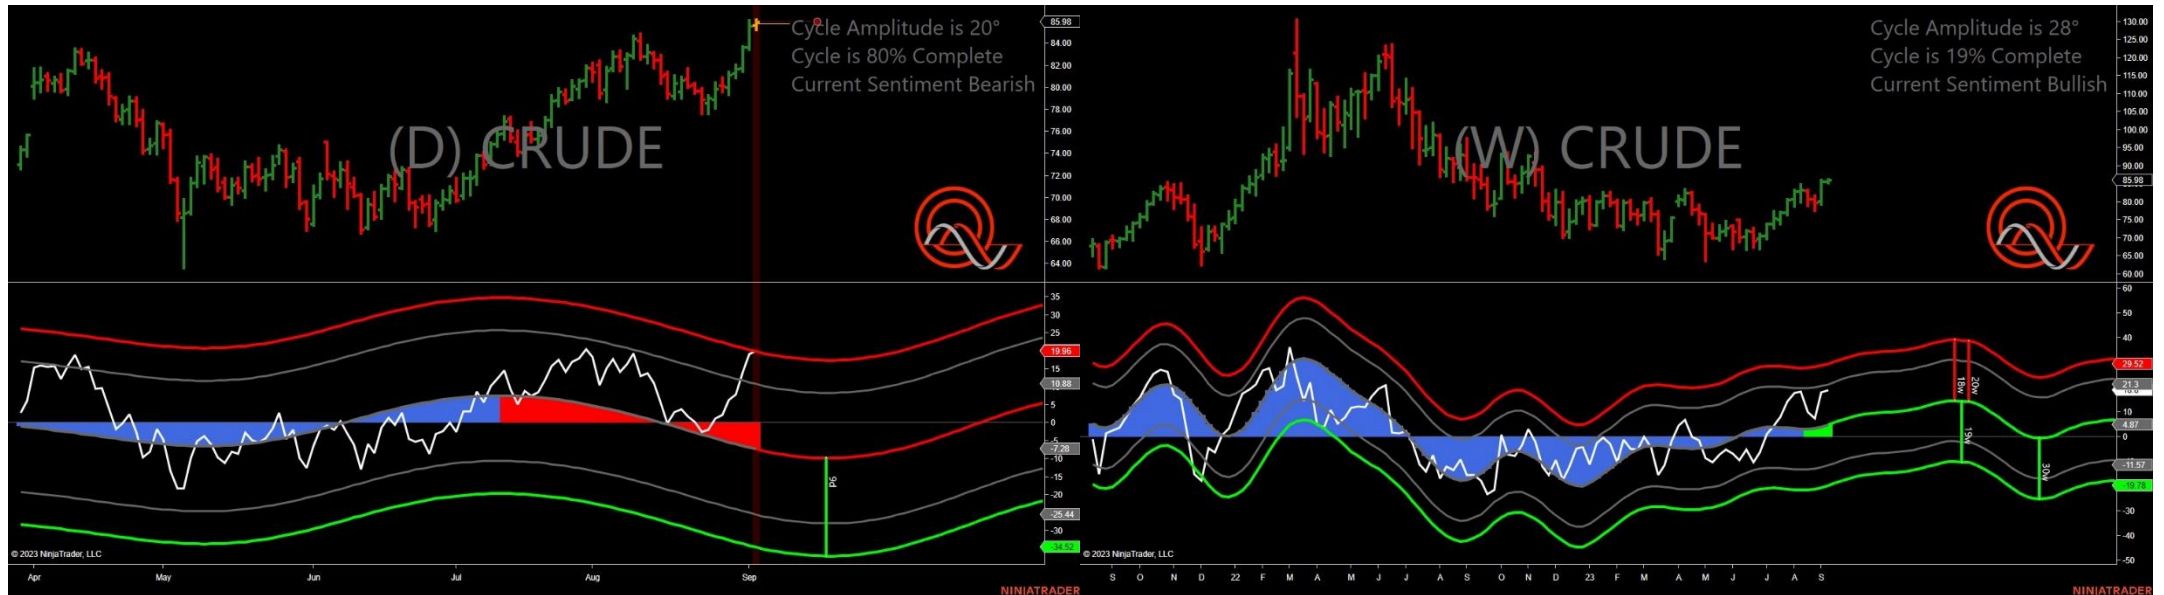 Cycle Amplitude is 20°
Cycle is 80% Complete
Current Sentiment Bearish
(D) CRUDE
85.98
84.00
82.00
80.00
78.00
76.00
74.00
72.00
70.00
68.00
66.00
64.00
35
30
25
19.96
15
10.88
5
0
-5
-7.28
-10
-15
-20
-25.44
-30
-34.52
9d
© 2023 NinjaTrader, LLC
Apr May Jun Jul Aug Sep
NINJATRADER
Cycle Amplitude is 28°
Cycle is 19% Complete
Current Sentiment Bullish
(W) CRUDE
130.00
125.00
120.00
115.00
110.00
105.00
100.00
95.00
90.00
85.98
80.00
75.00
70.00
65.00
60.00
60
50
40
29.52
21.3
10
4.87
0
-11.57
-19.78
-30
-40
-50
18w
20w
19w
30w
© 2023 NinjaTrader, LLC
S O N D 22 F M A M J J A S O N D 23 F M A M J J A S
NINJATRADER